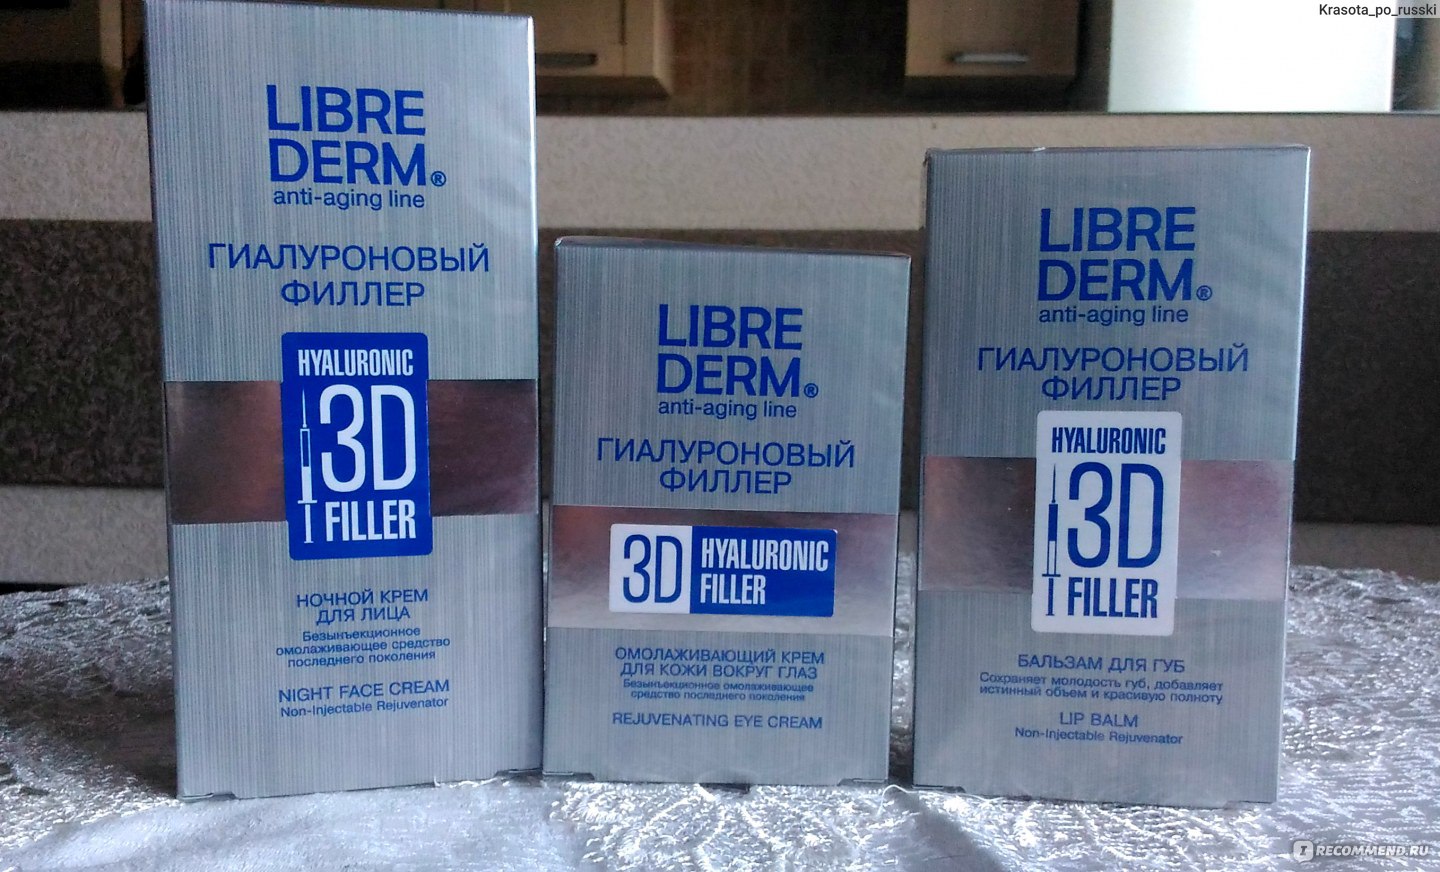 Krasota_po_russki
LIBRE
DERM®
anti-aging line
ГИАЛУРОНОВЫЙ
ФИЛЛЕР
HYALURONIC
3D
FILLER
НОЧНОЙ КРЕМ
ДЛЯ ЛИЦА
Безынъекционное
омолаживающее средство
последнего поколения
NIGHT FACE CREAM
Non-Injectable Rejuvenator
LIBRE
DERM®
anti-aging line
ГИАЛУРОНОВЫЙ
ФИЛЛЕР
3D HYALURONIC
FILLER
ОМОЛАЖИВАЮЩИЙ КРЕМ
ДЛЯ КОЖИ ВОКРУГ ГЛАЗ
Безынъекционное омолаживающее
средство последнего поколения
REJUVENATING EYE CREAM
LIBRE
DERM®
anti-aging line
ГИАЛУРОНОВЫЙ
ФИЛЛЕР
HYALURONIC
3D
FILLER
БАЛЬЗАМ ДЛЯ ГУБ
Сохраняет молодость губ, добавляет
истинный объем и красивую полноту
LIP BALM
Non-Injectable Rejuvenator
IRECOMMEND.RU